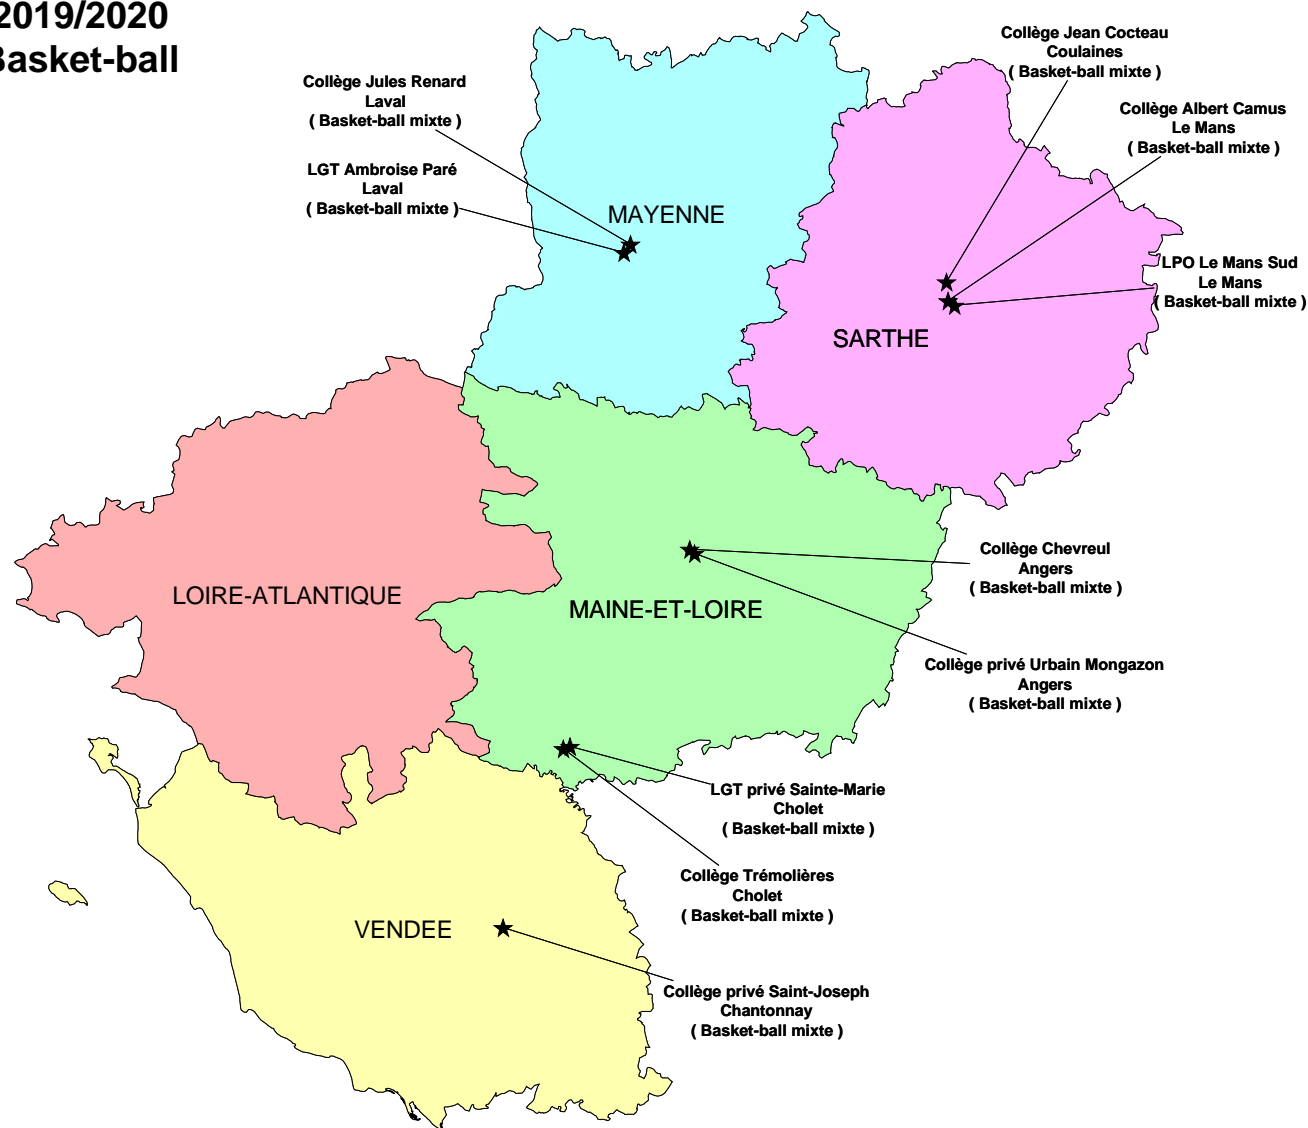 2019/2020
Basket-ball
Collège Jean Cocteau
Coulaines
( Basket-ball mixte )
Collège Jules Renard
Laval
( Basket-ball mixte )
Collège Albert Camus
Le Mans
( Basket-ball mixte )
LGT Ambroise Paré
Laval
( Basket-ball mixte )
MAYENNE
LPO Le Mans Sud
Le Mans
( Basket-ball mixte )
SARTHE
Collège Chevreul
Angers
( Basket-ball mixte )
LOIRE-ATLANTIQUE
MAINE-ET-LOIRE
Collège privé Urbain Mongazon
Angers
( Basket-ball mixte )
LGT privé Sainte-Marie
Cholet
( Basket-ball mixte )
Collège Trémolières
Cholet
( Basket-ball mixte )
VENDEE
Collège privé Saint-Joseph
Chantonnay
( Basket-ball mixte )